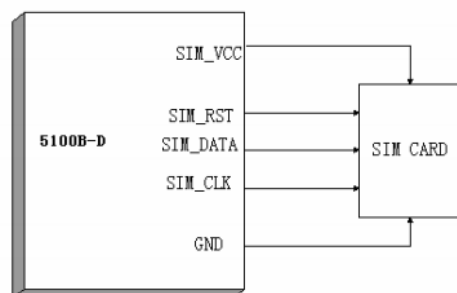 SIM_VCC
SIM_RST
5100B-D
SIM_DATA
SIM CARD
SIM_CLK
GND